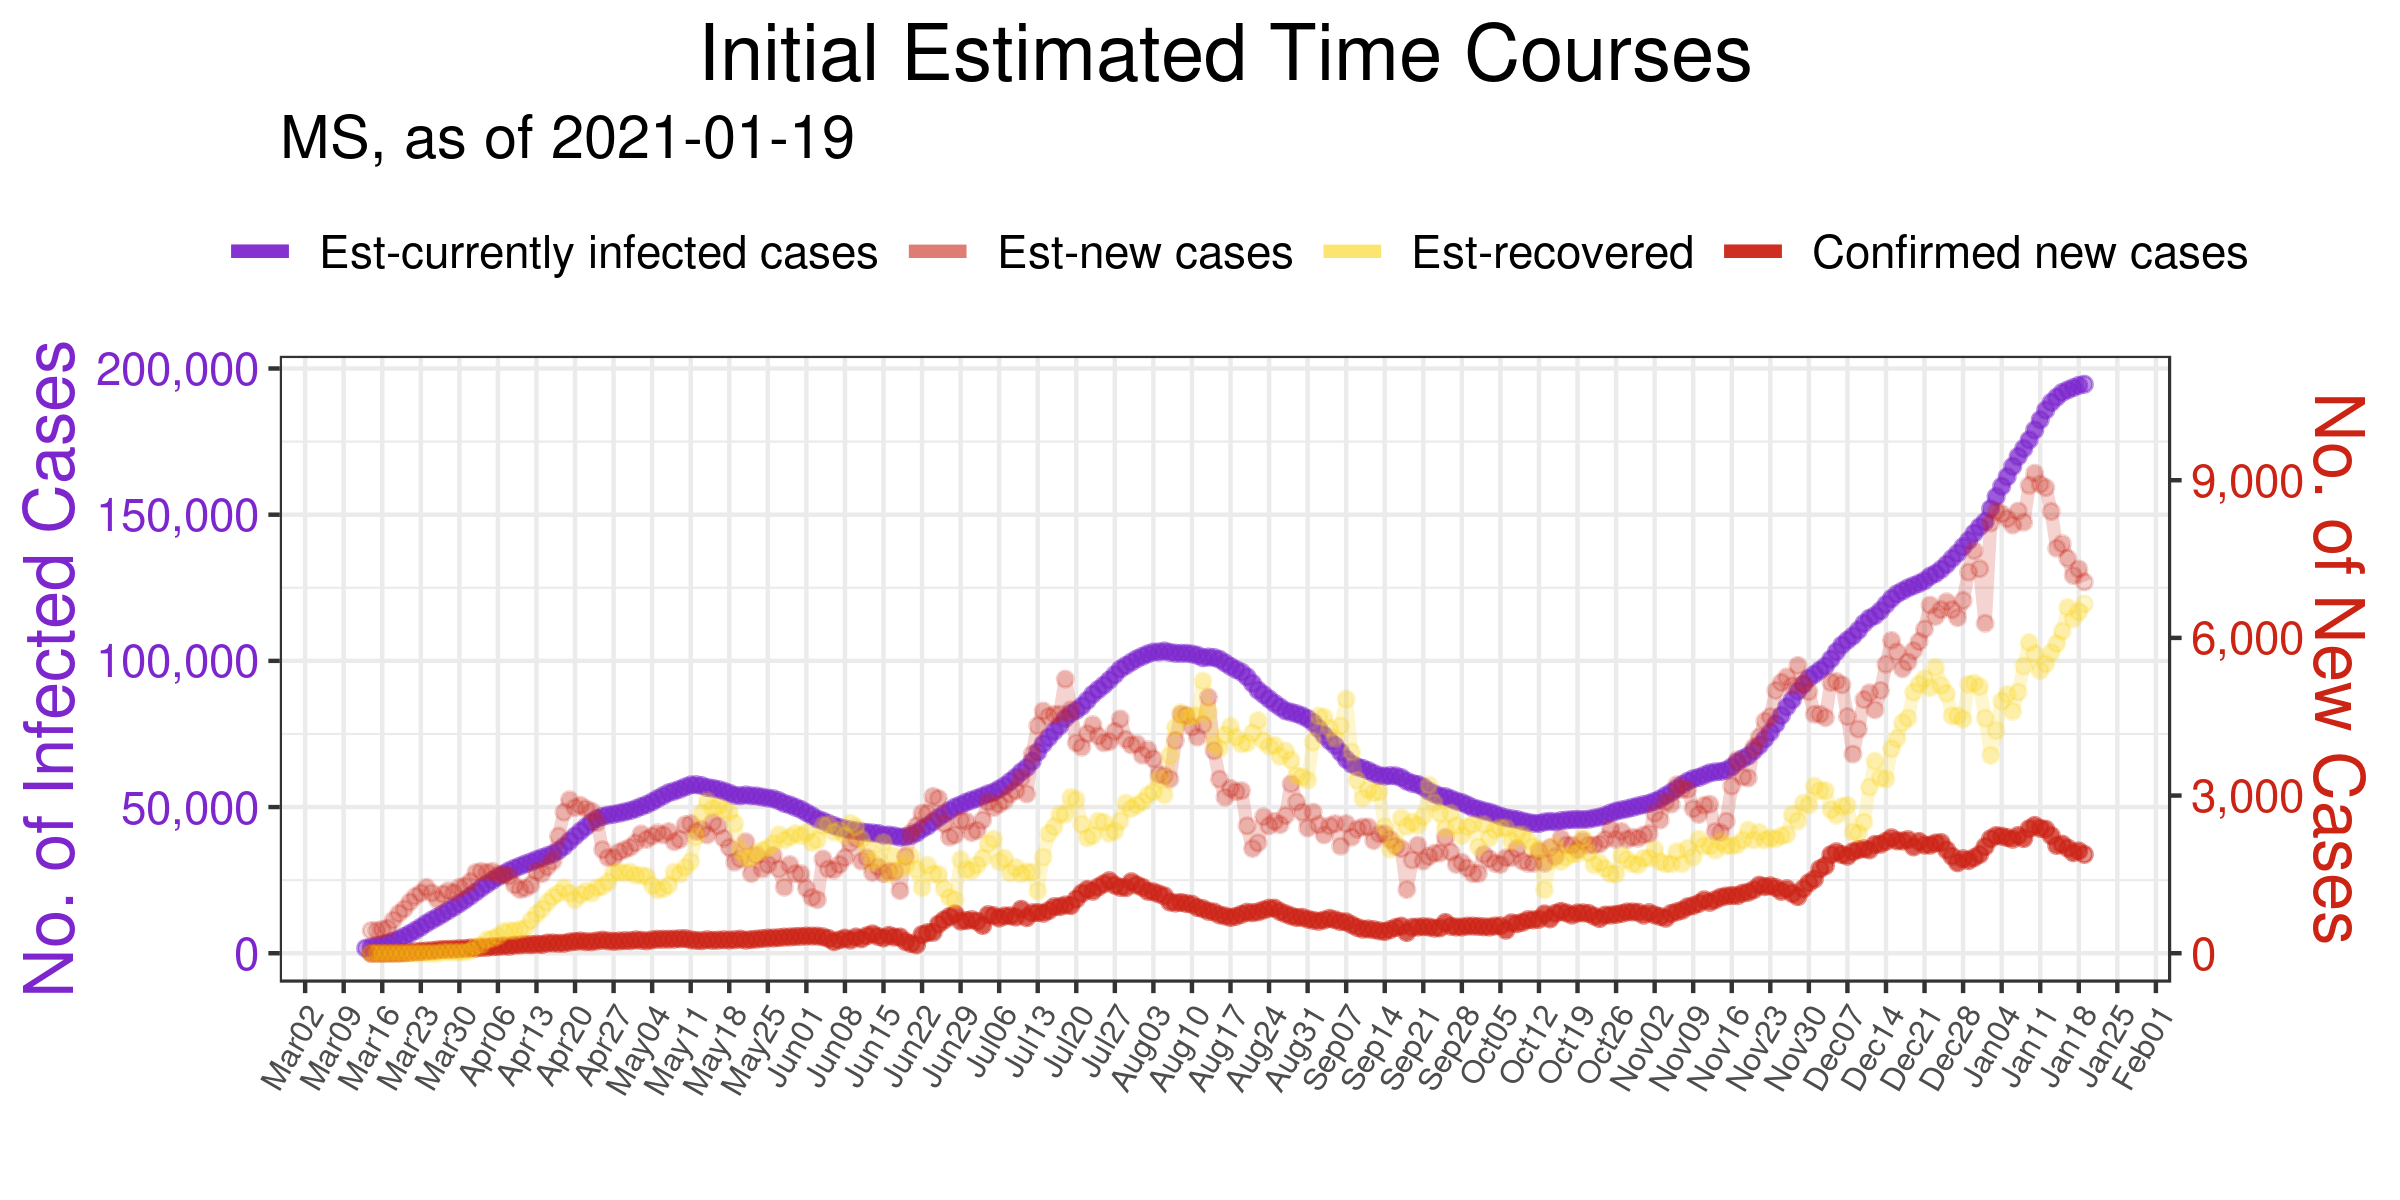 Initial Estimated Time Courses
MS, as of 2021-01-19
Est-currently infected cases Est-new cases Est-recovered Confirmed new cases
No. of Infected Cases
200,000
150,000
100,000
50,000
0
9,000
6,000
3,000
0
No. of New Cases
Mar02 Mar09 Mar16 Mar23 Mar30 Apr06 Apr13 Apr20 Apr27 May04 May11 May18 May25 Jun01 Jun08 Jun15 Jun22 Jun29 Jul06 Jul13 Jul20 Jul27 Aug03 Aug10 Aug17 Aug24 Aug31 Sep07 Sep14 Sep21 Sep28 Oct05 Oct12 Oct19 Oct26 Nov02 Nov09 Nov16 Nov23 Nov30 Dec07 Dec14 Dec21 Dec28 Jan04 Jan11 Jan18 Jan25 Feb01